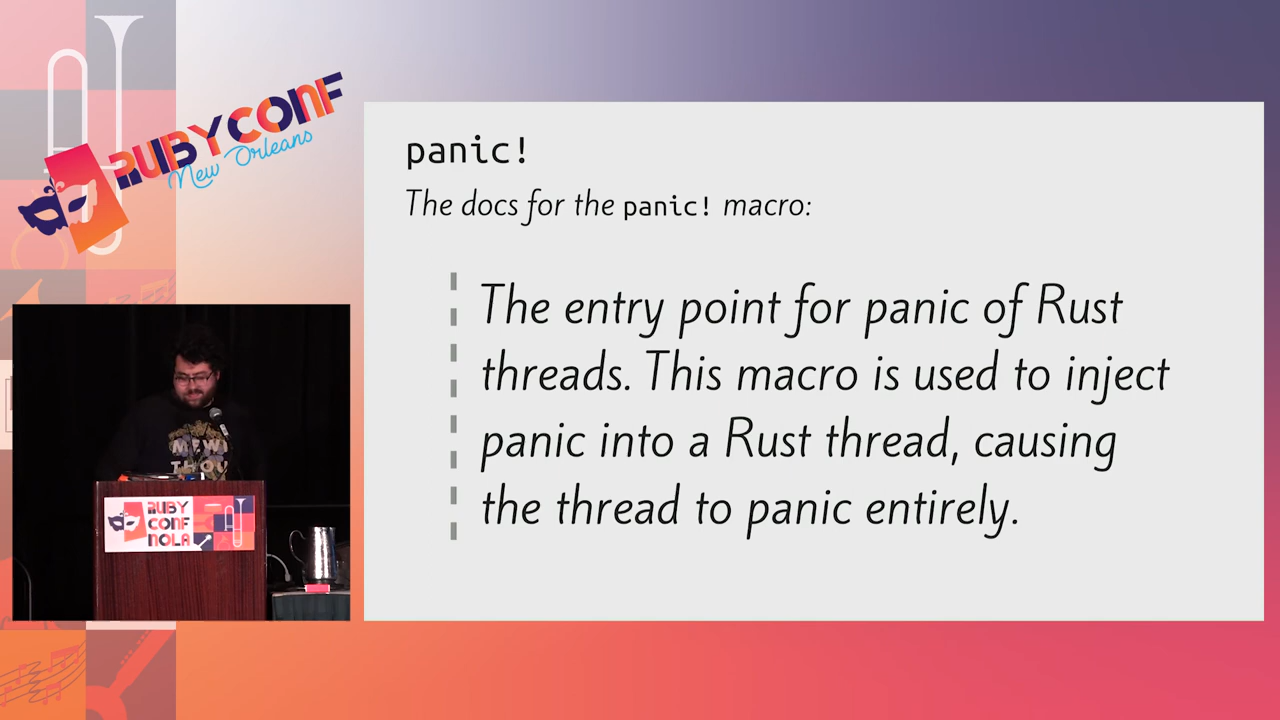 RUBYCONF
New Orleans
panic!
The docs for the panic! macro:
The entry point for panic of Rust
threads. This macro is used to inject
panic into a Rust thread, causing
the thread to panic entirely.
THOU
RUBY
CONF
NOLA